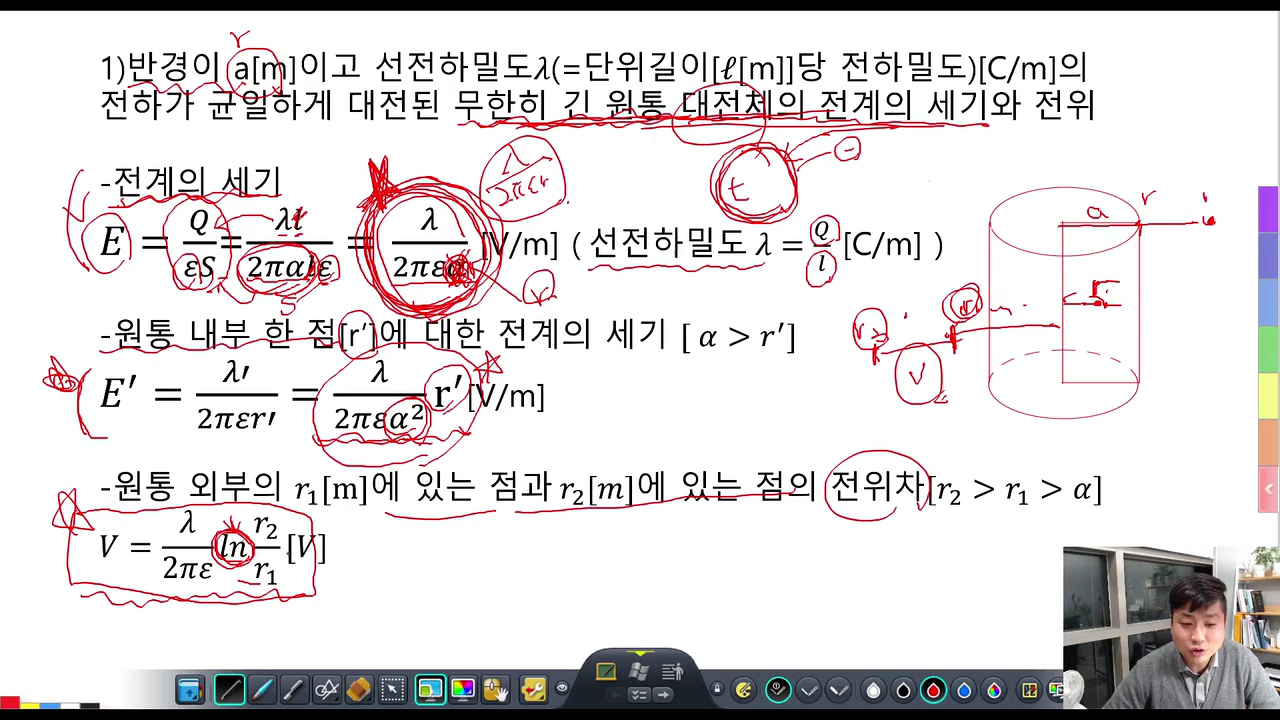 r
1)반경이 a[m]이고 선전하밀도λ(=단위길이[ℓ[m]]당 전하밀도)[C/m]의
전하가 균일하게 대전된 무한히 긴 원통 대전체의 전계의 세기와 전위
-전계의 세기
λ/2πεr
E = Q/εS = λl/2παlε = λ/2πεα [V/m] ( 선전하밀도 λ = Q/l [C/m] )
S
r
a
r
-원통 내부 한 점[r′]에 대한 전계의 세기 [ α > r′]
E′ = λ′/2πεr′ = λ/2πεα² r′[V/m]
V
-원통 외부의 r₁[m]에 있는 점과 r₂[m]에 있는 점의 전위차[r₂ > r₁ > α]
V = λ/2πε ln r₂/r₁ [V]